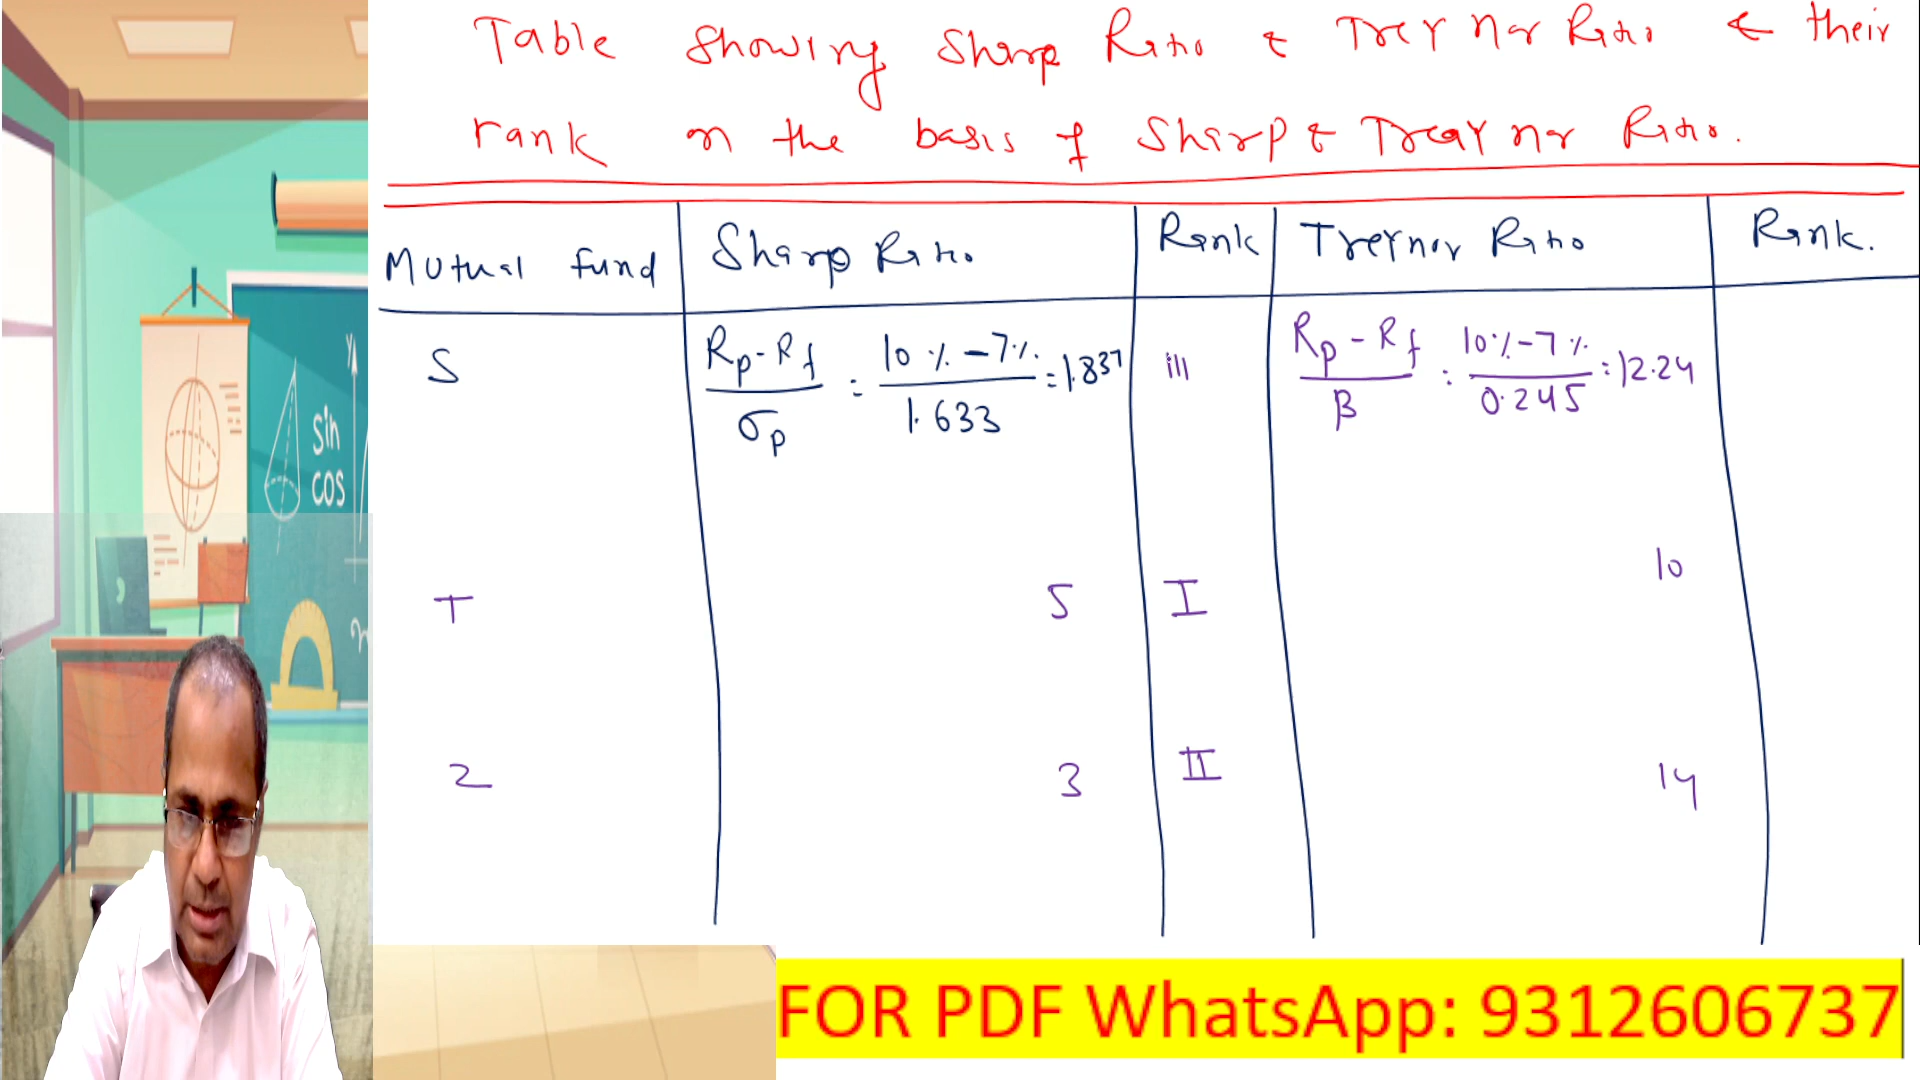 Table Showing Sharp Ratio & Treynor Ratio & their
rank on the basis of Sharp & Treaynor Ratio.
Mutual fund Sharp Ratio Rank Treynor Ratio Rank.
S Rp-Rf/σp = 10%-7%/1.633 =1.837 iii Rp-Rf/β = 10%-7%/0.245 =12.24
T 5 I 10
Z 3 II 14
sin
cos
y
FOR PDF WhatsApp: 9312606737